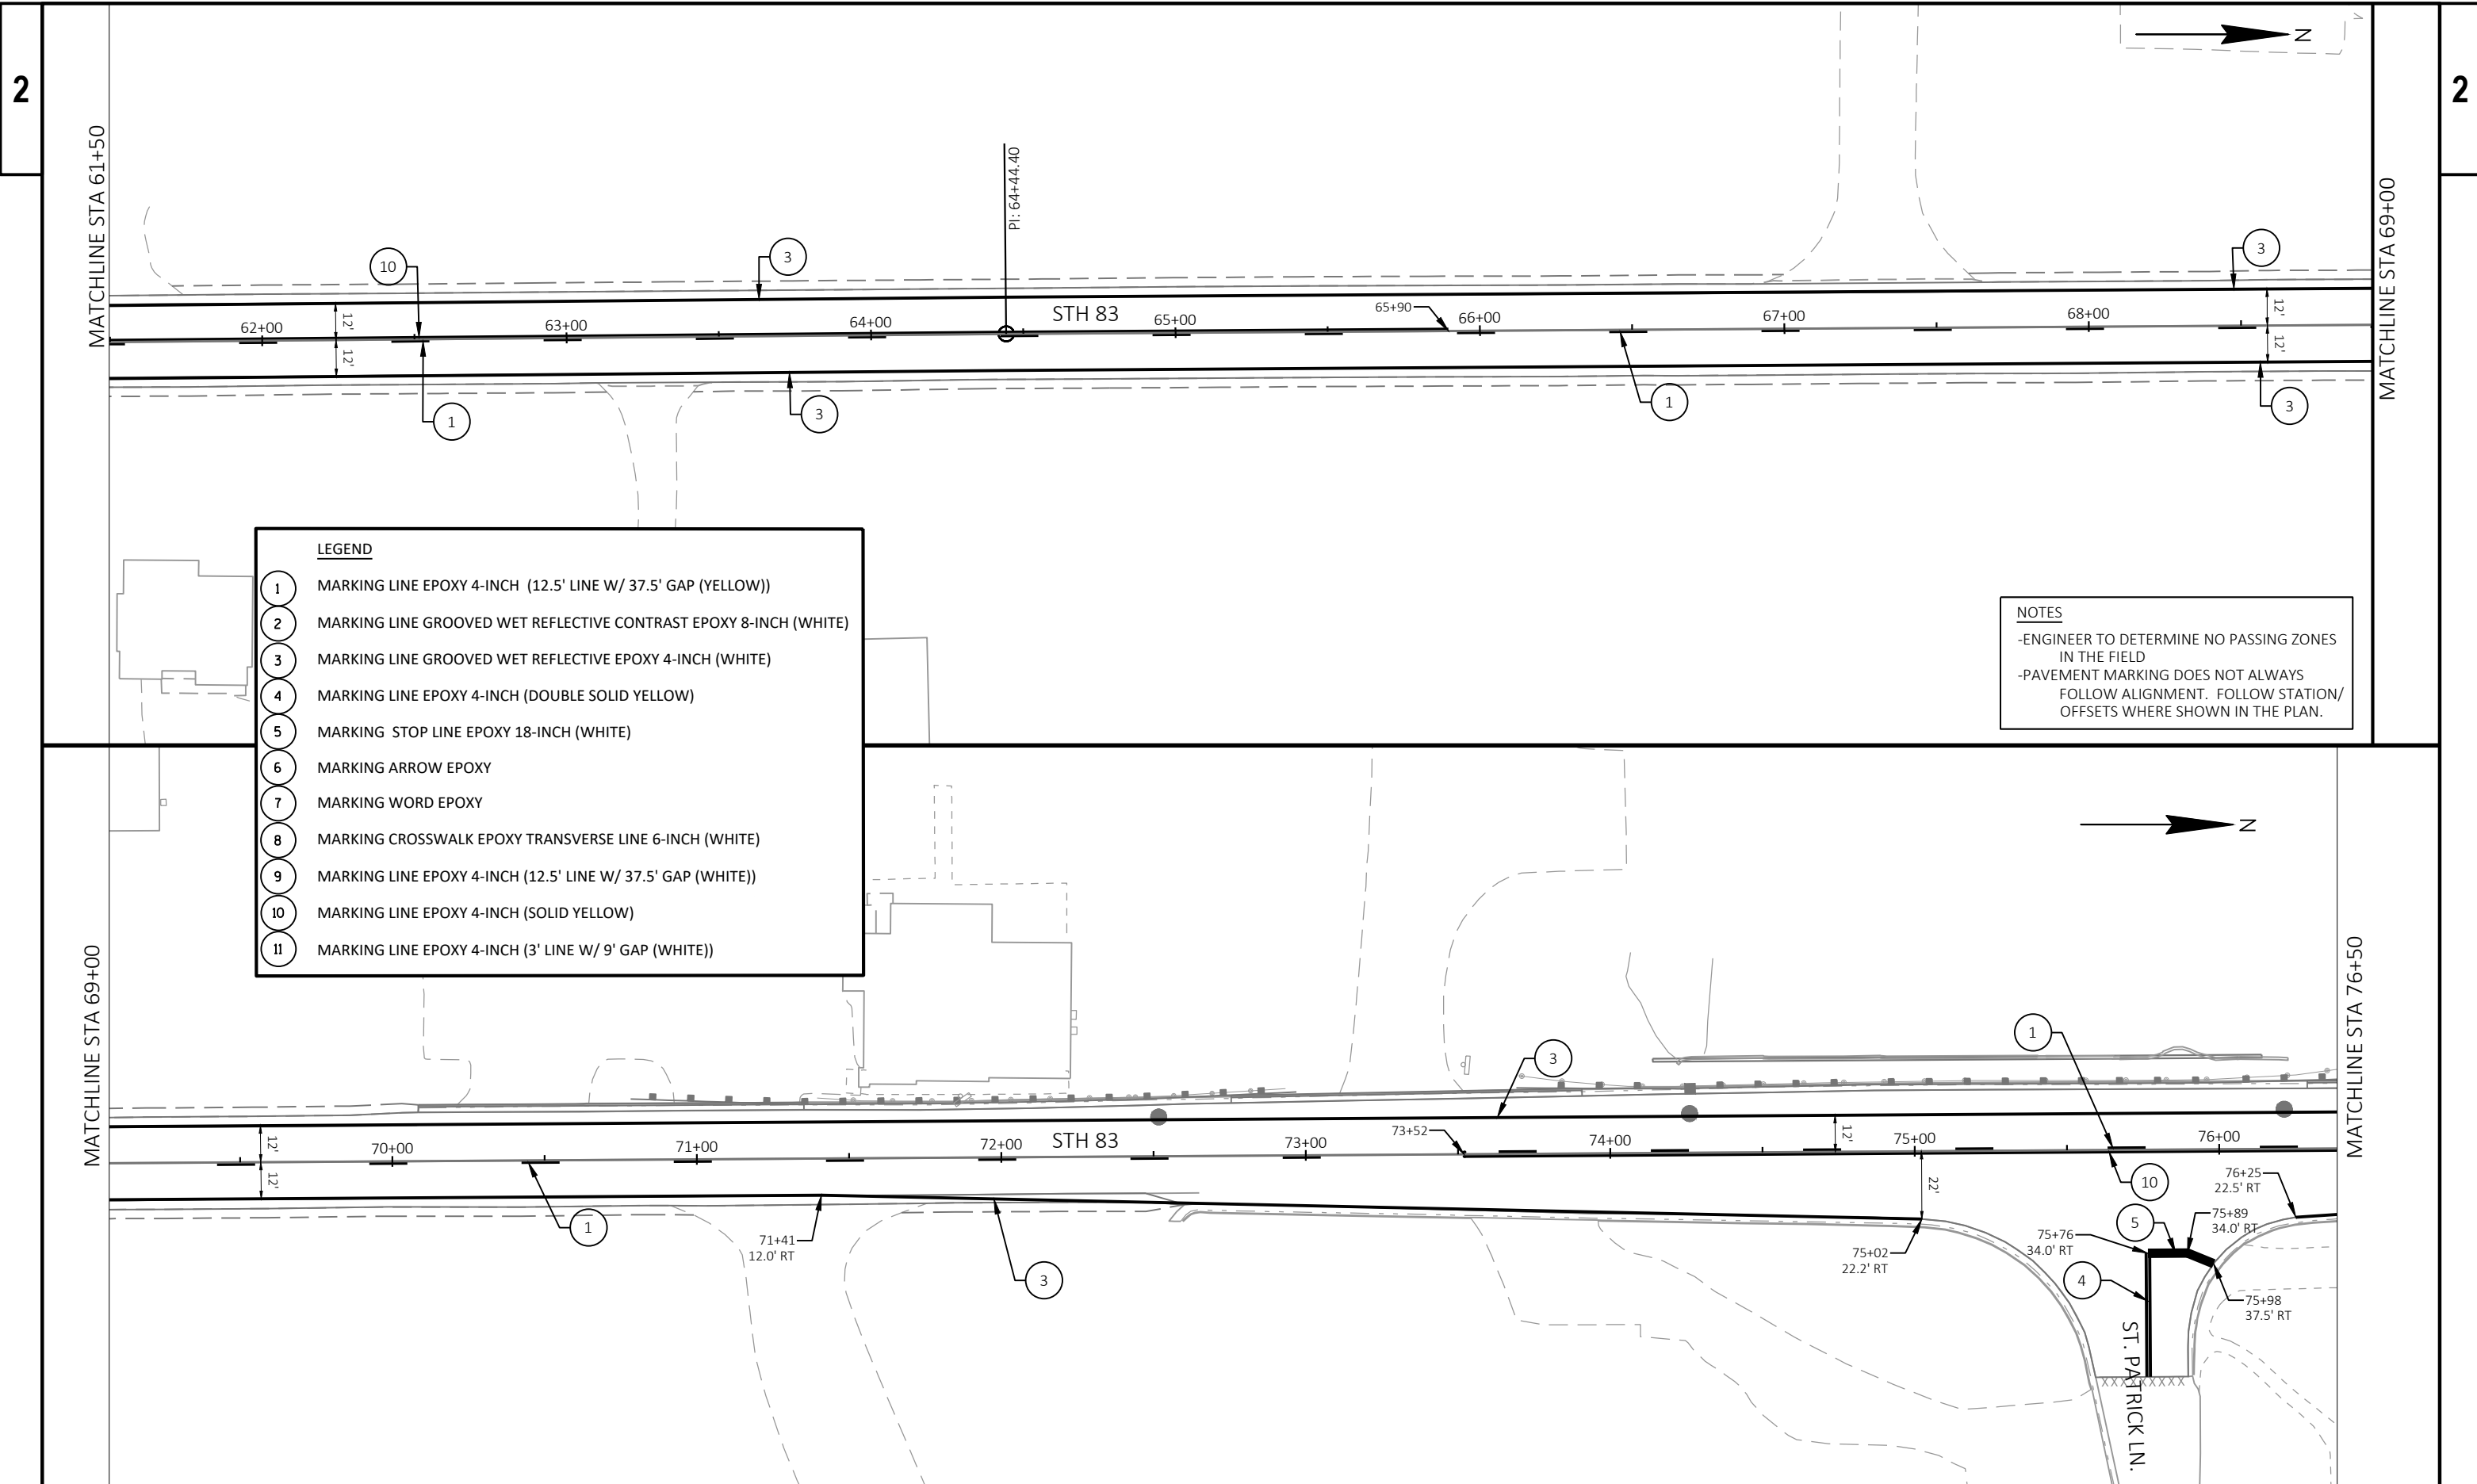 2
2
N
MATCHLINE STA 61+50
MATCHLINE STA 69+00
PI: 64+44.40
10
3
3
STH 83
65+90
62+00
63+00
64+00
65+00
66+00
67+00
68+00
12'
12'
12'
12'
1
3
1
3
LEGEND
1 MARKING LINE EPOXY 4-INCH (12.5' LINE W/ 37.5' GAP (YELLOW))
2 MARKING LINE GROOVED WET REFLECTIVE CONTRAST EPOXY 8-INCH (WHITE)
3 MARKING LINE GROOVED WET REFLECTIVE EPOXY 4-INCH (WHITE)
4 MARKING LINE EPOXY 4-INCH (DOUBLE SOLID YELLOW)
5 MARKING STOP LINE EPOXY 18-INCH (WHITE)
6 MARKING ARROW EPOXY
7 MARKING WORD EPOXY
8 MARKING CROSSWALK EPOXY TRANSVERSE LINE 6-INCH (WHITE)
9 MARKING LINE EPOXY 4-INCH (12.5' LINE W/ 37.5' GAP (WHITE))
10 MARKING LINE EPOXY 4-INCH (SOLID YELLOW)
11 MARKING LINE EPOXY 4-INCH (3' LINE W/ 9' GAP (WHITE))
NOTES
-ENGINEER TO DETERMINE NO PASSING ZONES
IN THE FIELD
-PAVEMENT MARKING DOES NOT ALWAYS
FOLLOW ALIGNMENT. FOLLOW STATION/
OFFSETS WHERE SHOWN IN THE PLAN.
N
MATCHLINE STA 69+00
MATCHLINE STA 76+50
1
3
73+52
STH 83
70+00
71+00
72+00
73+00
74+00
75+00
76+00
12'
12'
12'
22'
10
76+25
22.5' RT
1
5
75+89
34.0' RT
71+41
12.0' RT
75+02
22.2' RT
75+76
34.0' RT
3
4
75+98
37.5' RT
XXXXXXXXX
ST. PATRICK LN.